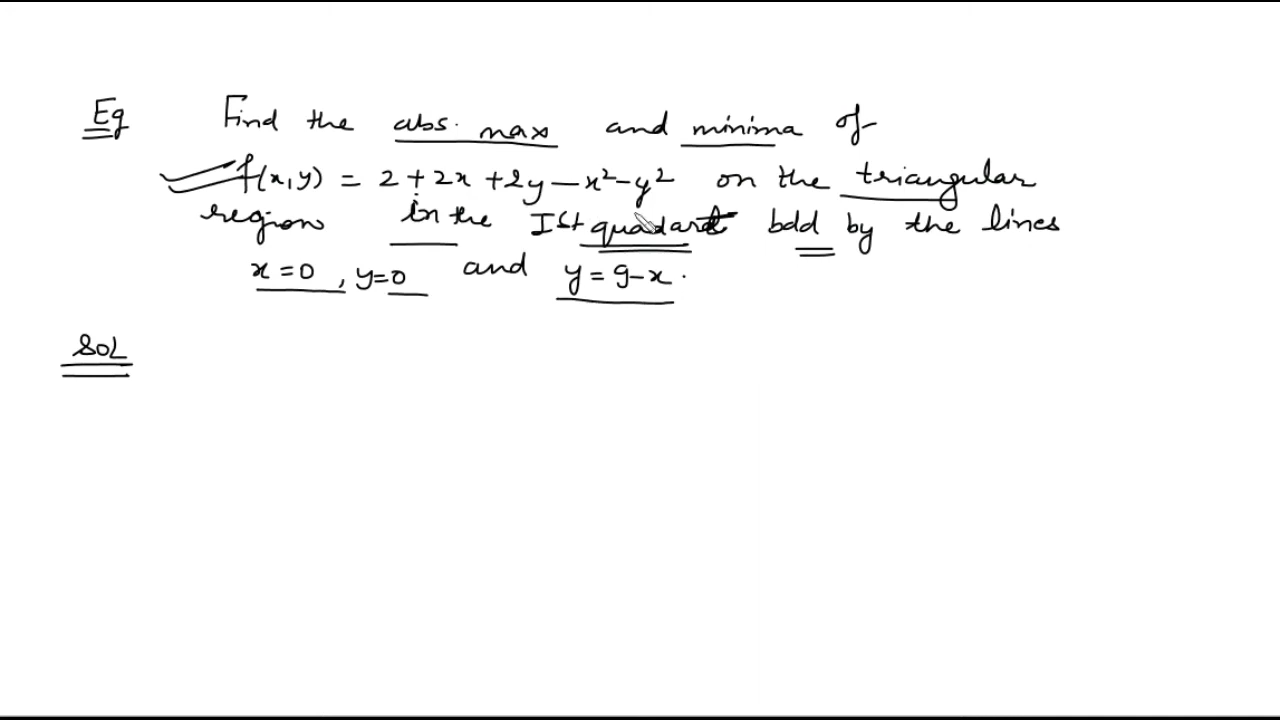 Eg Find the abs. max and minima of
f(x,y) = 2 + 2x + 2y - x² - y² on the triangular
region in the Ist quadrant bdd by the lines
x = 0, y = 0 and y = 9 - x.
SOL